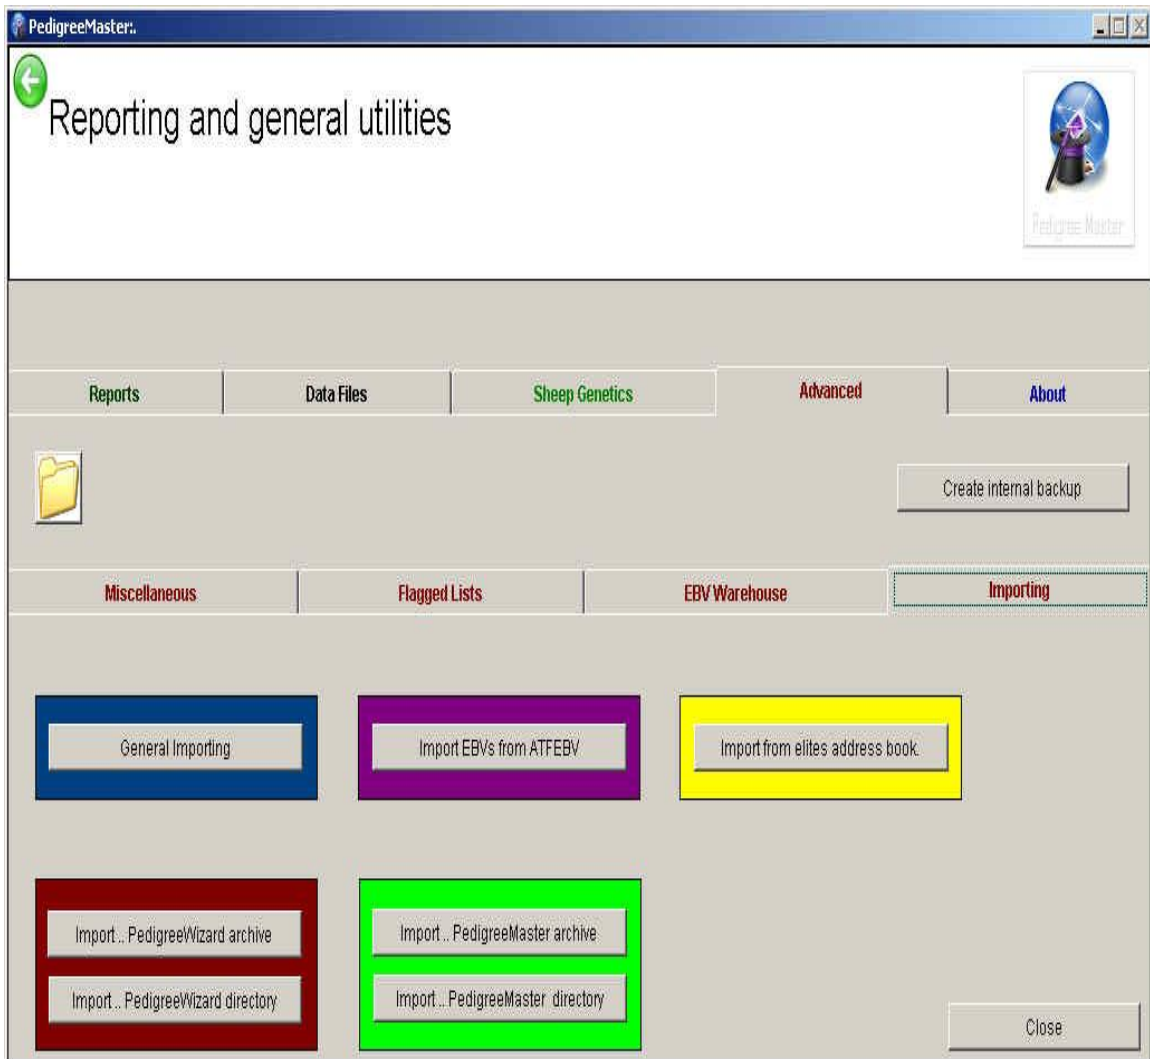 PedigreeMaster:.
Reporting and general utilities
Pedigree Master
Reports
Data Files
Sheep Genetics
Advanced
About
Create internal backup
Miscellaneous
Flagged Lists
EBV Warehouse
Importing
General Importing
Import EBVs from ATFEBV
Import from elites address book.
Import .. PedigreeWizard archive
Import .. PedigreeMaster archive
Import .. PedigreeWizard directory
Import .. PedigreeMaster directory
Close